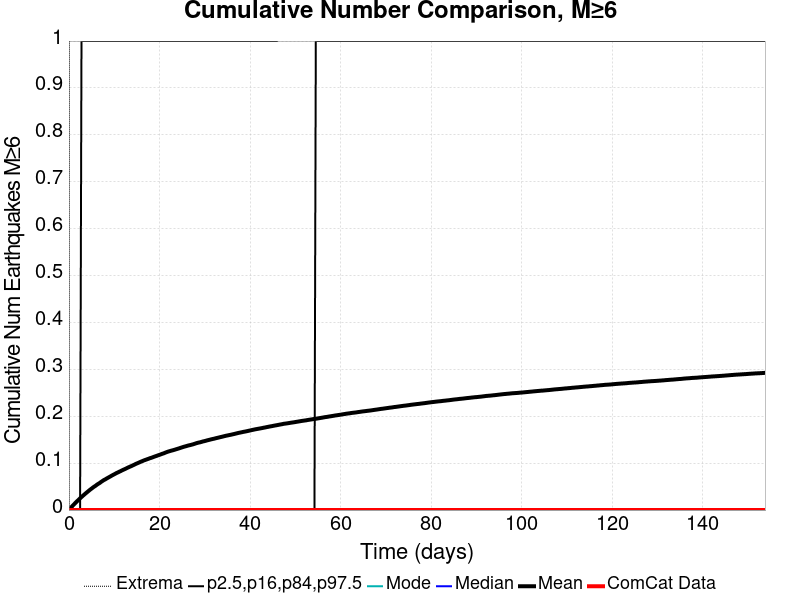 Cumulative Number Comparison, M≥6
Cumulative Num Earthquakes M≥6
1
0.9
0.8
0.7
0.6
0.5
0.4
0.3
0.2
0.1
0
0 20 40 60 80 100 120 140
Time (days)
Extrema p2.5,p16,p84,p97.5 Mode Median Mean ComCat Data